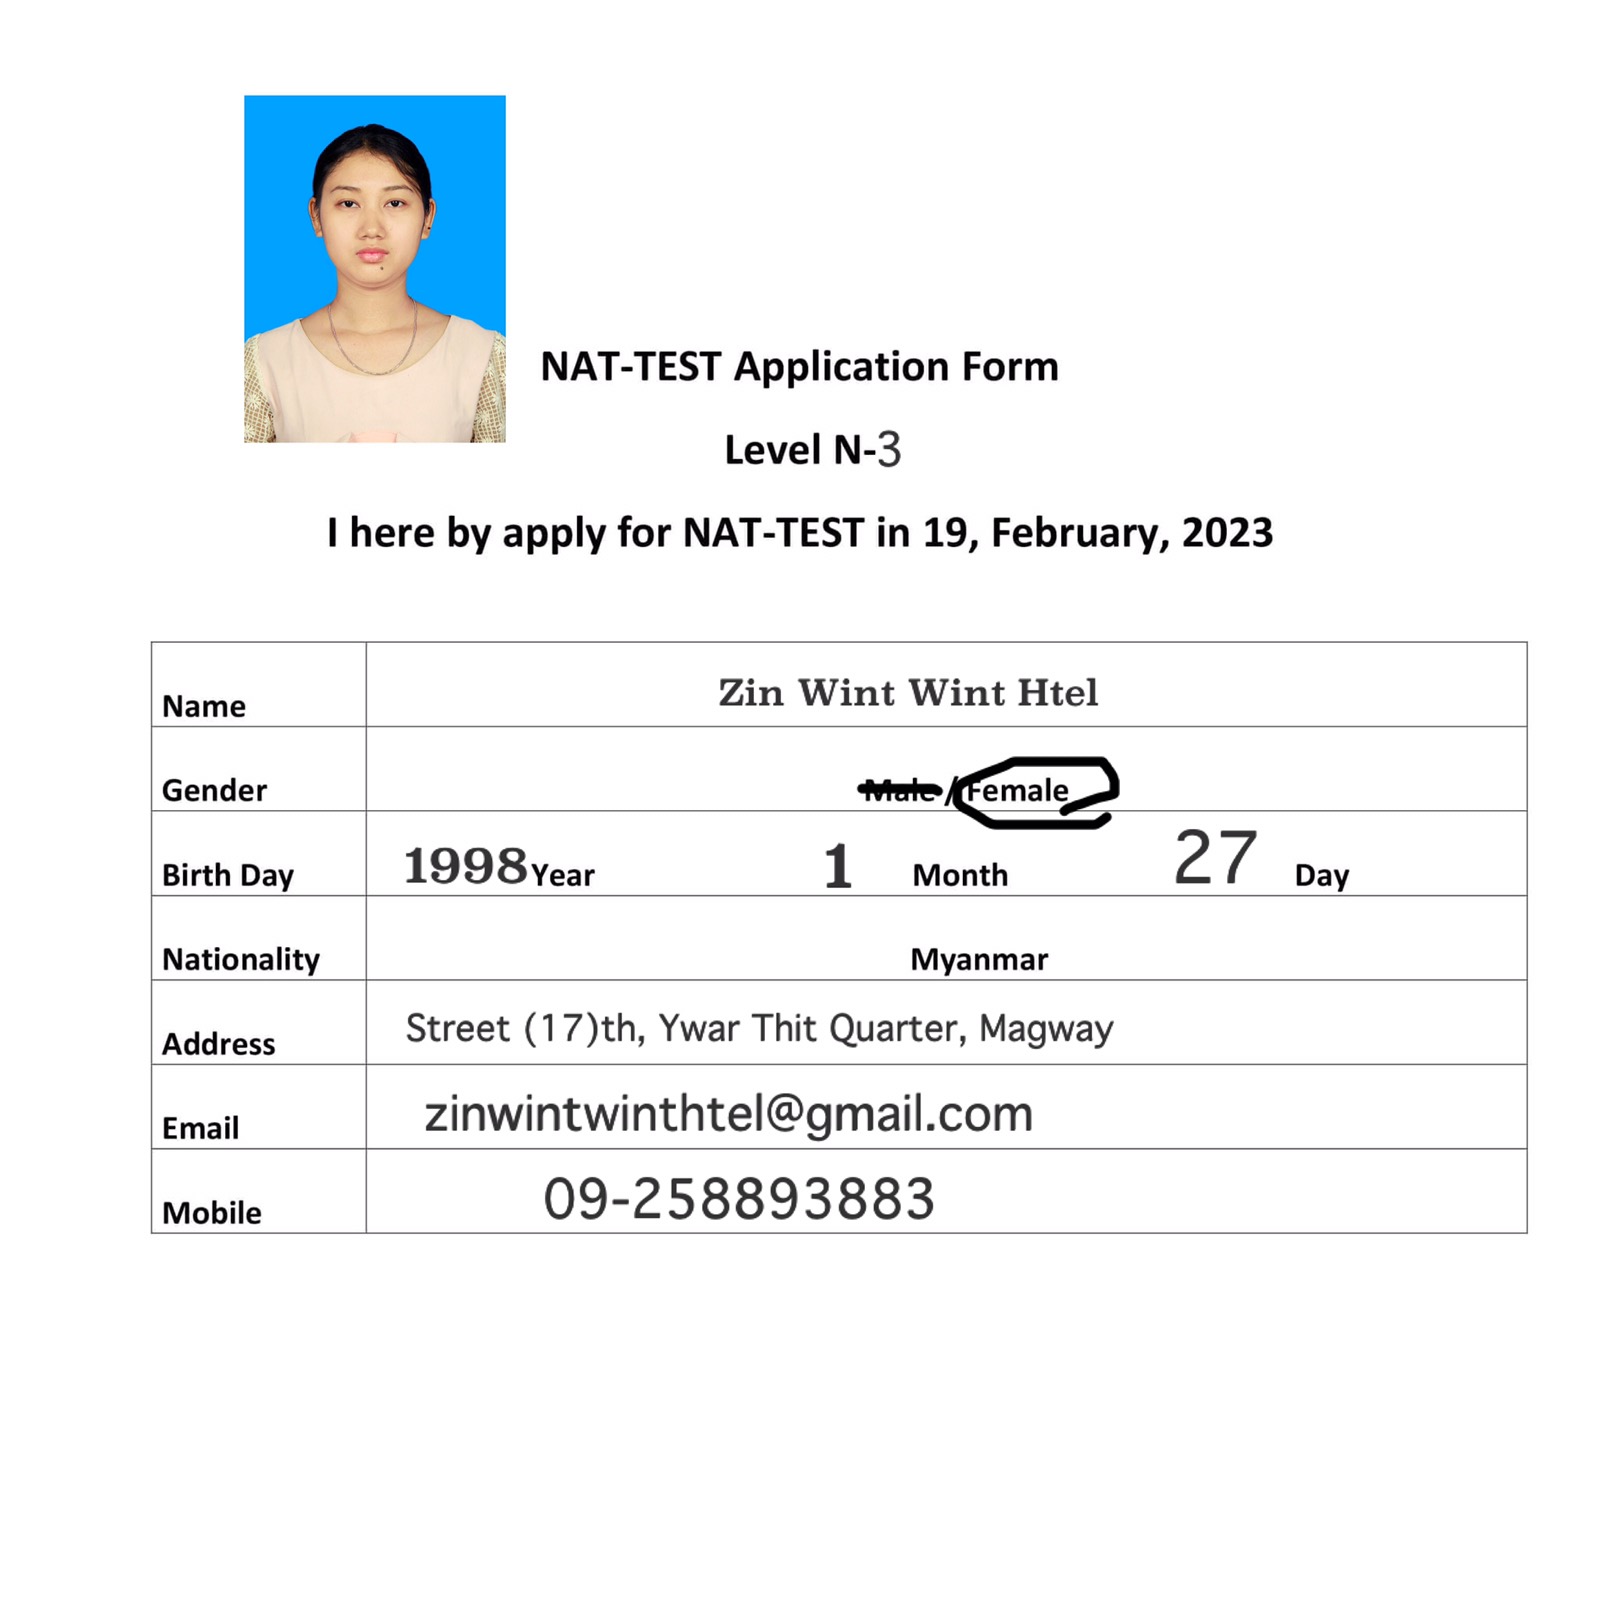 NAT-TEST Application Form
Level N-3
I here by apply for NAT-TEST in 19, February, 2023
Name Zin Wint Wint Htel
Gender Male / Female
Birth Day 1998 Year 1 Month 27 Day
Nationality Myanmar
Address Street (17)th, Ywar Thit Quarter, Magway
Email zinwintwinthtel@gmail.com
Mobile 09-258893883